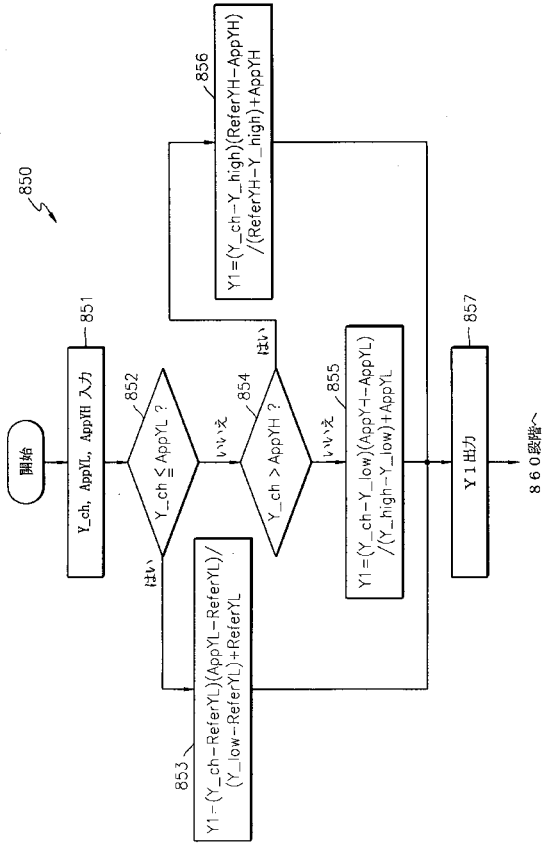 850
開始
Y_ch, AppYL, AppYH 入力
851
Y_ch ≦ AppYL ?
852
はい
いいえ
853
Y1=(Y_ch-ReferYL)(AppYL-ReferYL)/
(Y_low-ReferYL)+ReferYL
Y_ch > AppYH ?
854
はい
いいえ
Y1=(Y_ch-Y_low)(AppYH-AppYL)
/(Y_high-Y_low)+AppYL
855
Y1=(Y_ch-Y_high)(ReferYH-AppYH)
/(ReferYH-Y_high)+AppYH
856
Y1出力
857
860段階へ